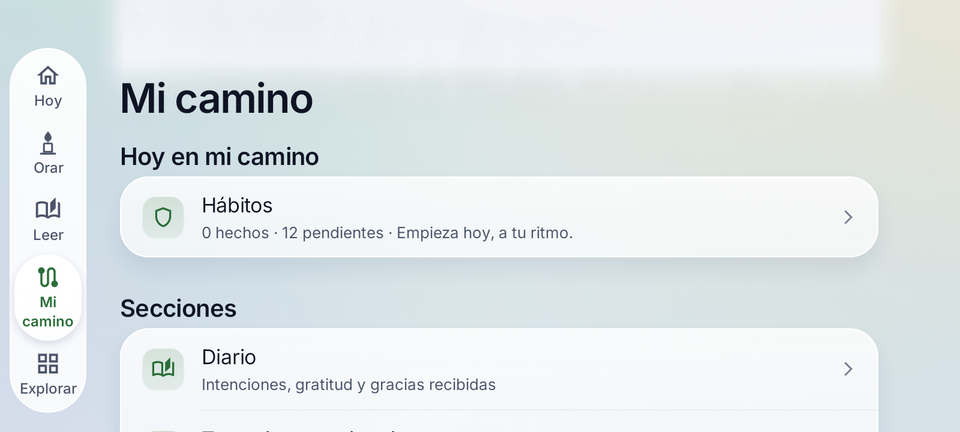 Mi camino
Hoy
Orar
Leer
Mi
camino
Explorar
Hoy en mi camino
Hábitos
0 hechos · 12 pendientes · Empieza hoy, a tu ritmo.
Secciones
Diario
Intenciones, gratitud y gracias recibidas